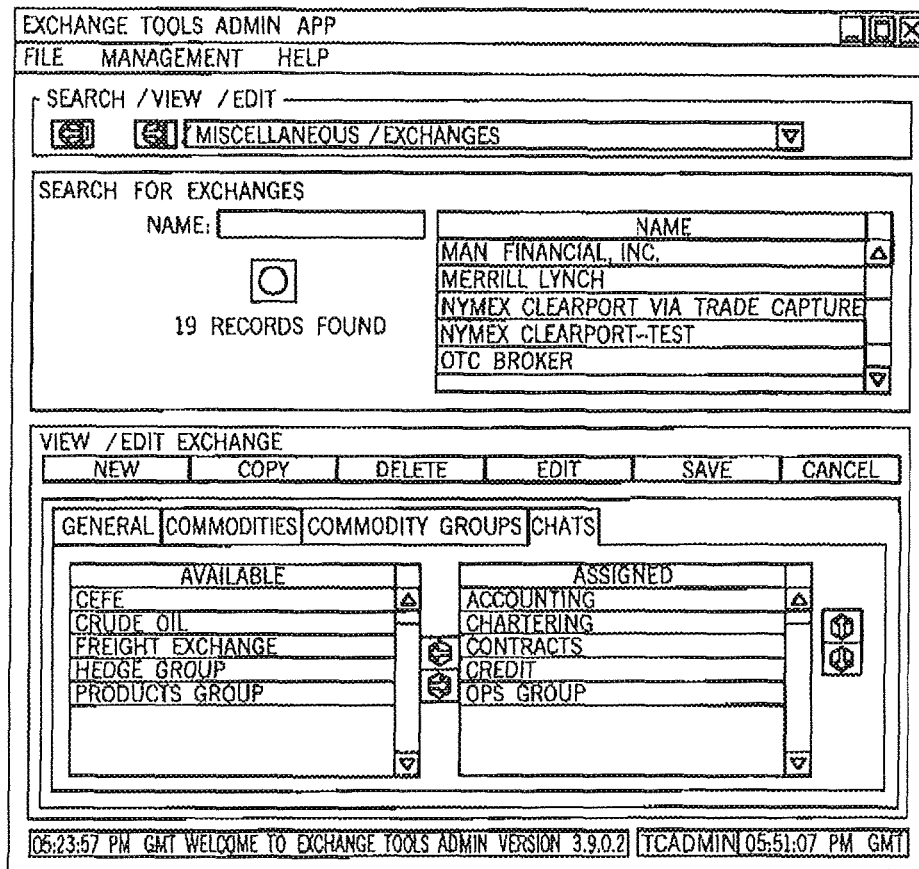 EXCHANGE TOOLS ADMIN APP
FILE MANAGEMENT HELP
SEARCH /VIEW /EDIT
MISCELLANEOUS /EXCHANGES
SEARCH FOR EXCHANGES
NAME:
19 RECORDS FOUND
NAME
MAN FINANCIAL, INC.
MERRILL LYNCH
NYMEX CLEARPORT VIA TRADE CAPTURE
NYMEX CLEARPORT--TEST
OTC BROKER
VIEW /EDIT EXCHANGE
NEW COPY DELETE EDIT SAVE CANCEL
GENERAL COMMODITIES COMMODITY GROUPS CHATS
AVAILABLE
CEFE
CRUDE OIL
FREIGHT EXCHANGE
HEDGE GROUP
PRODUCTS GROUP
ASSIGNED
ACCOUNTING
CHARTERING
CONTRACTS
CREDIT
OPS GROUP
05:23:57 PM GMT WELCOME TO EXCHANGE TOOLS ADMIN VERSION 3.9.0.2 TCADMIN 05:51:07 PM GMT